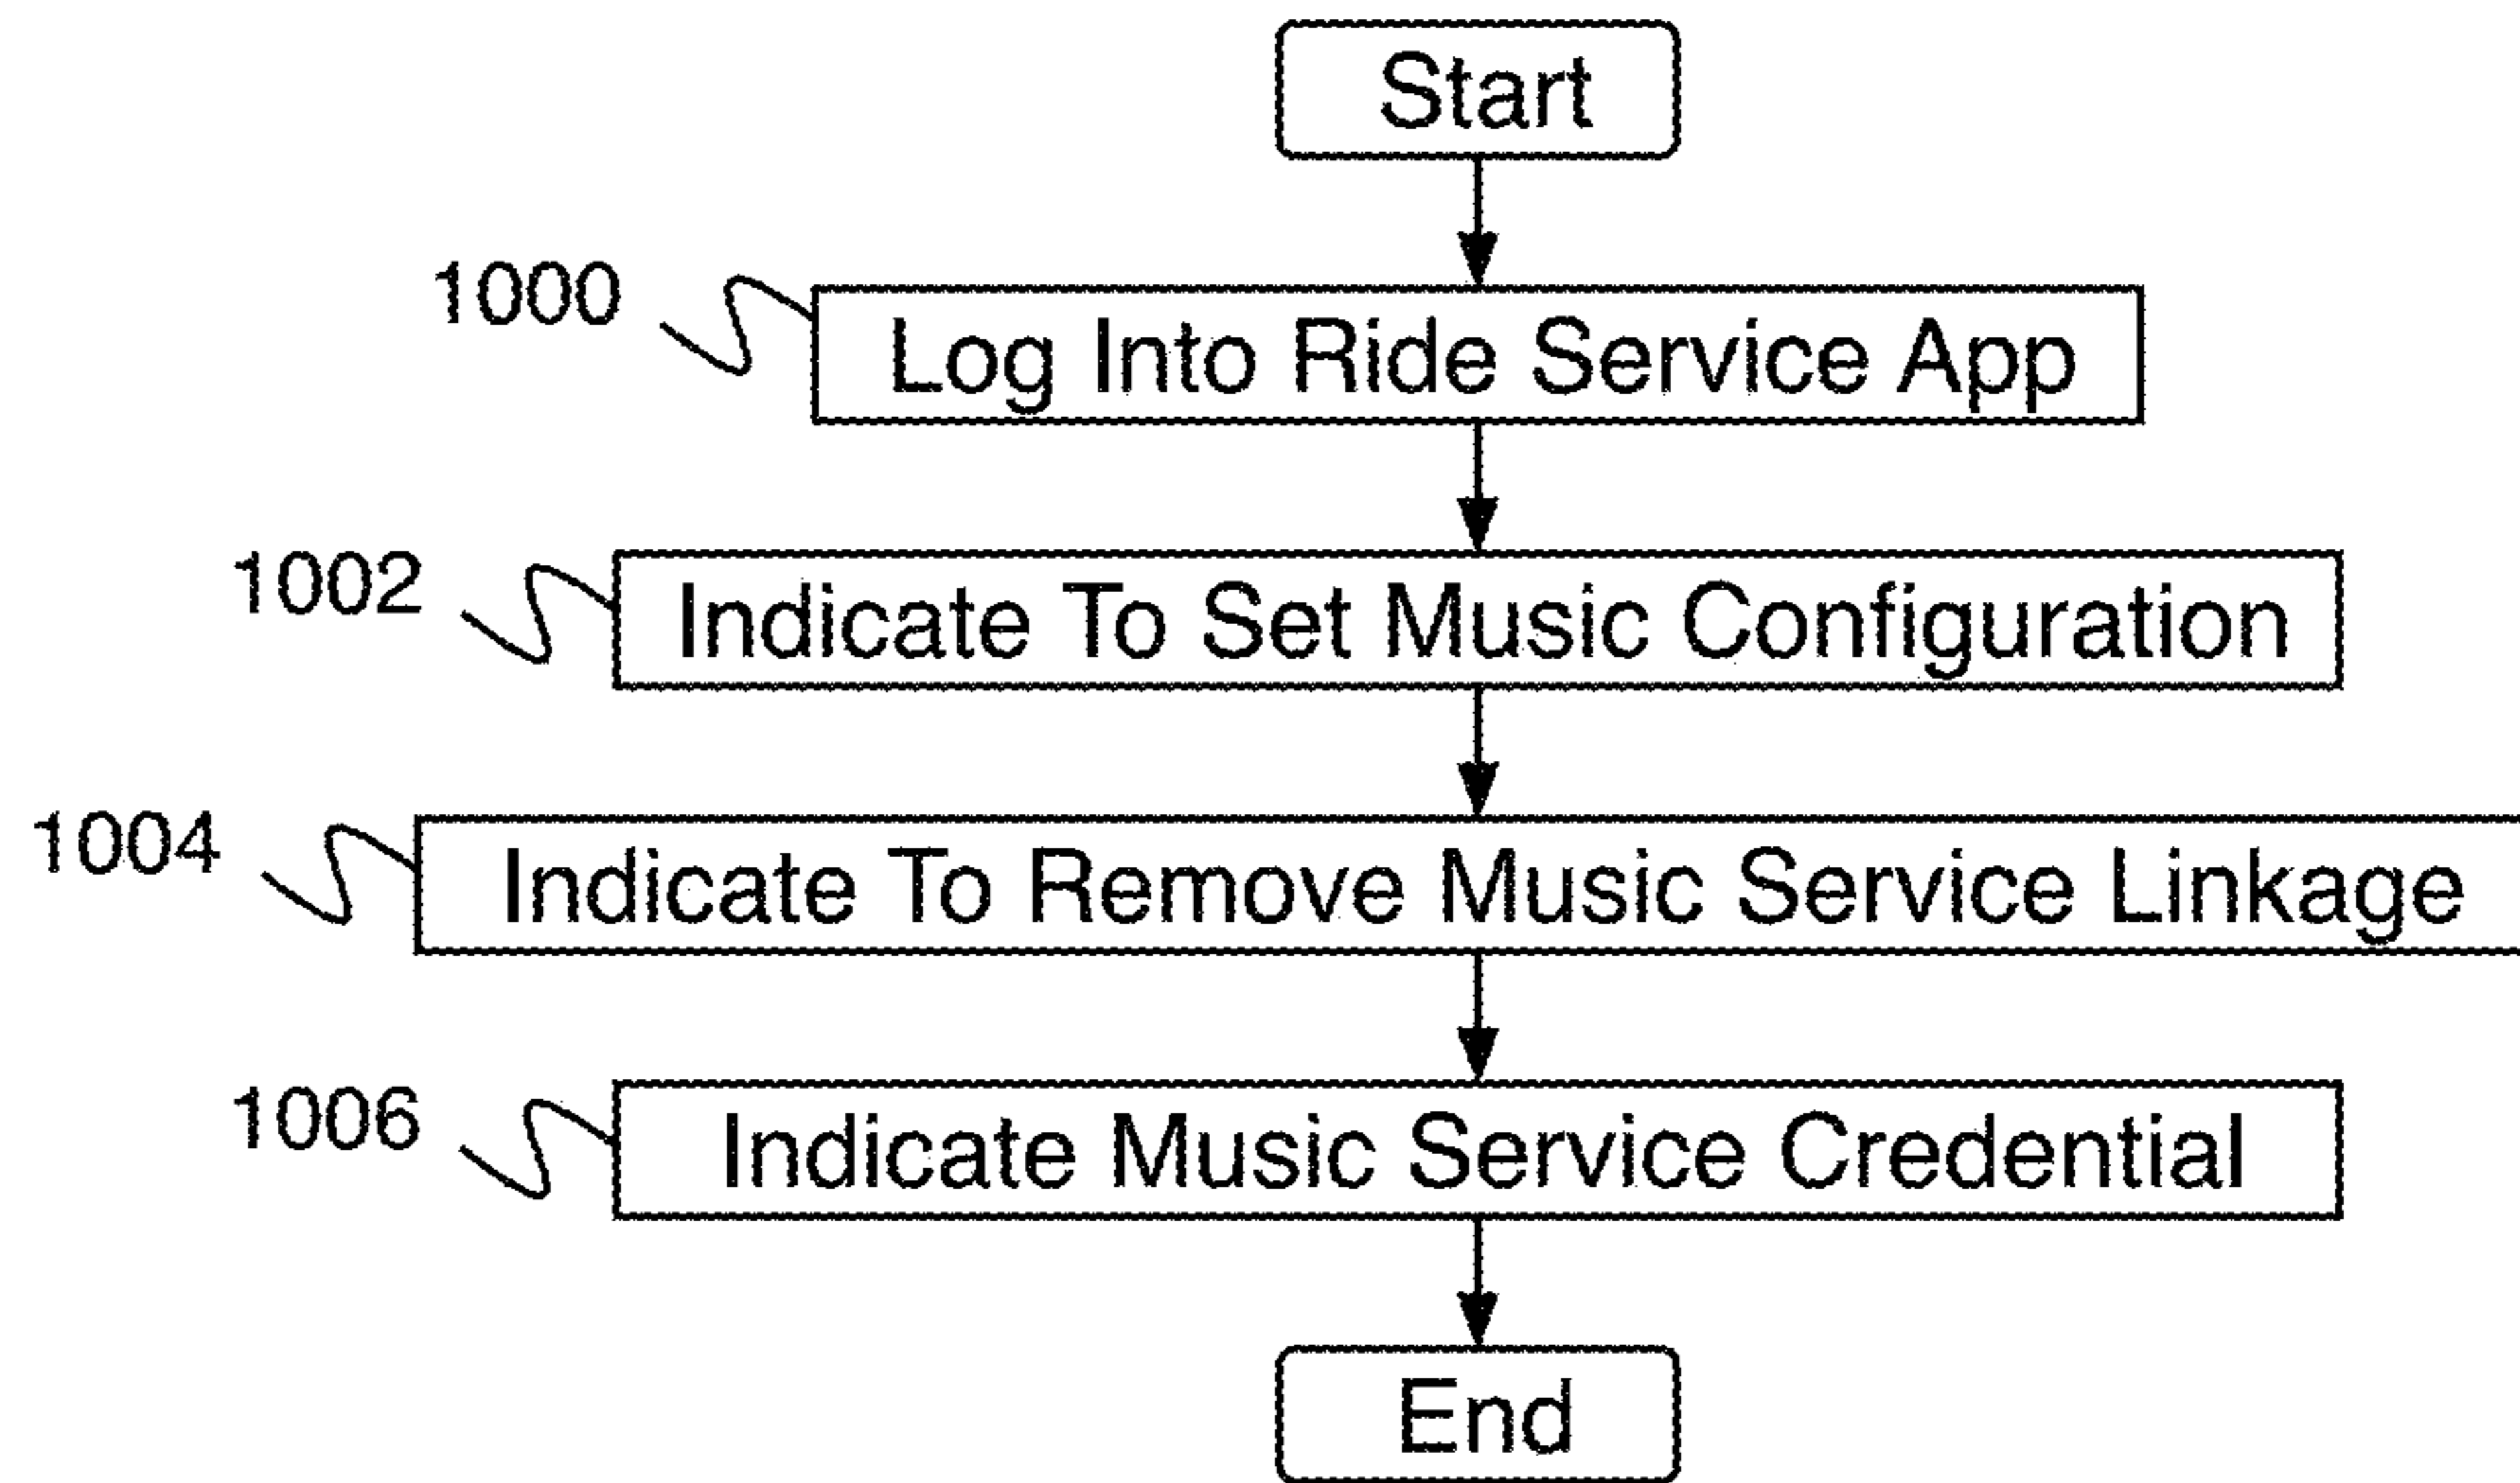 Start
1000
Log Into Ride Service App
1002
Indicate To Set Music Configuration
1004
Indicate To Remove Music Service Linkage
1006
Indicate Music Service Credential
End